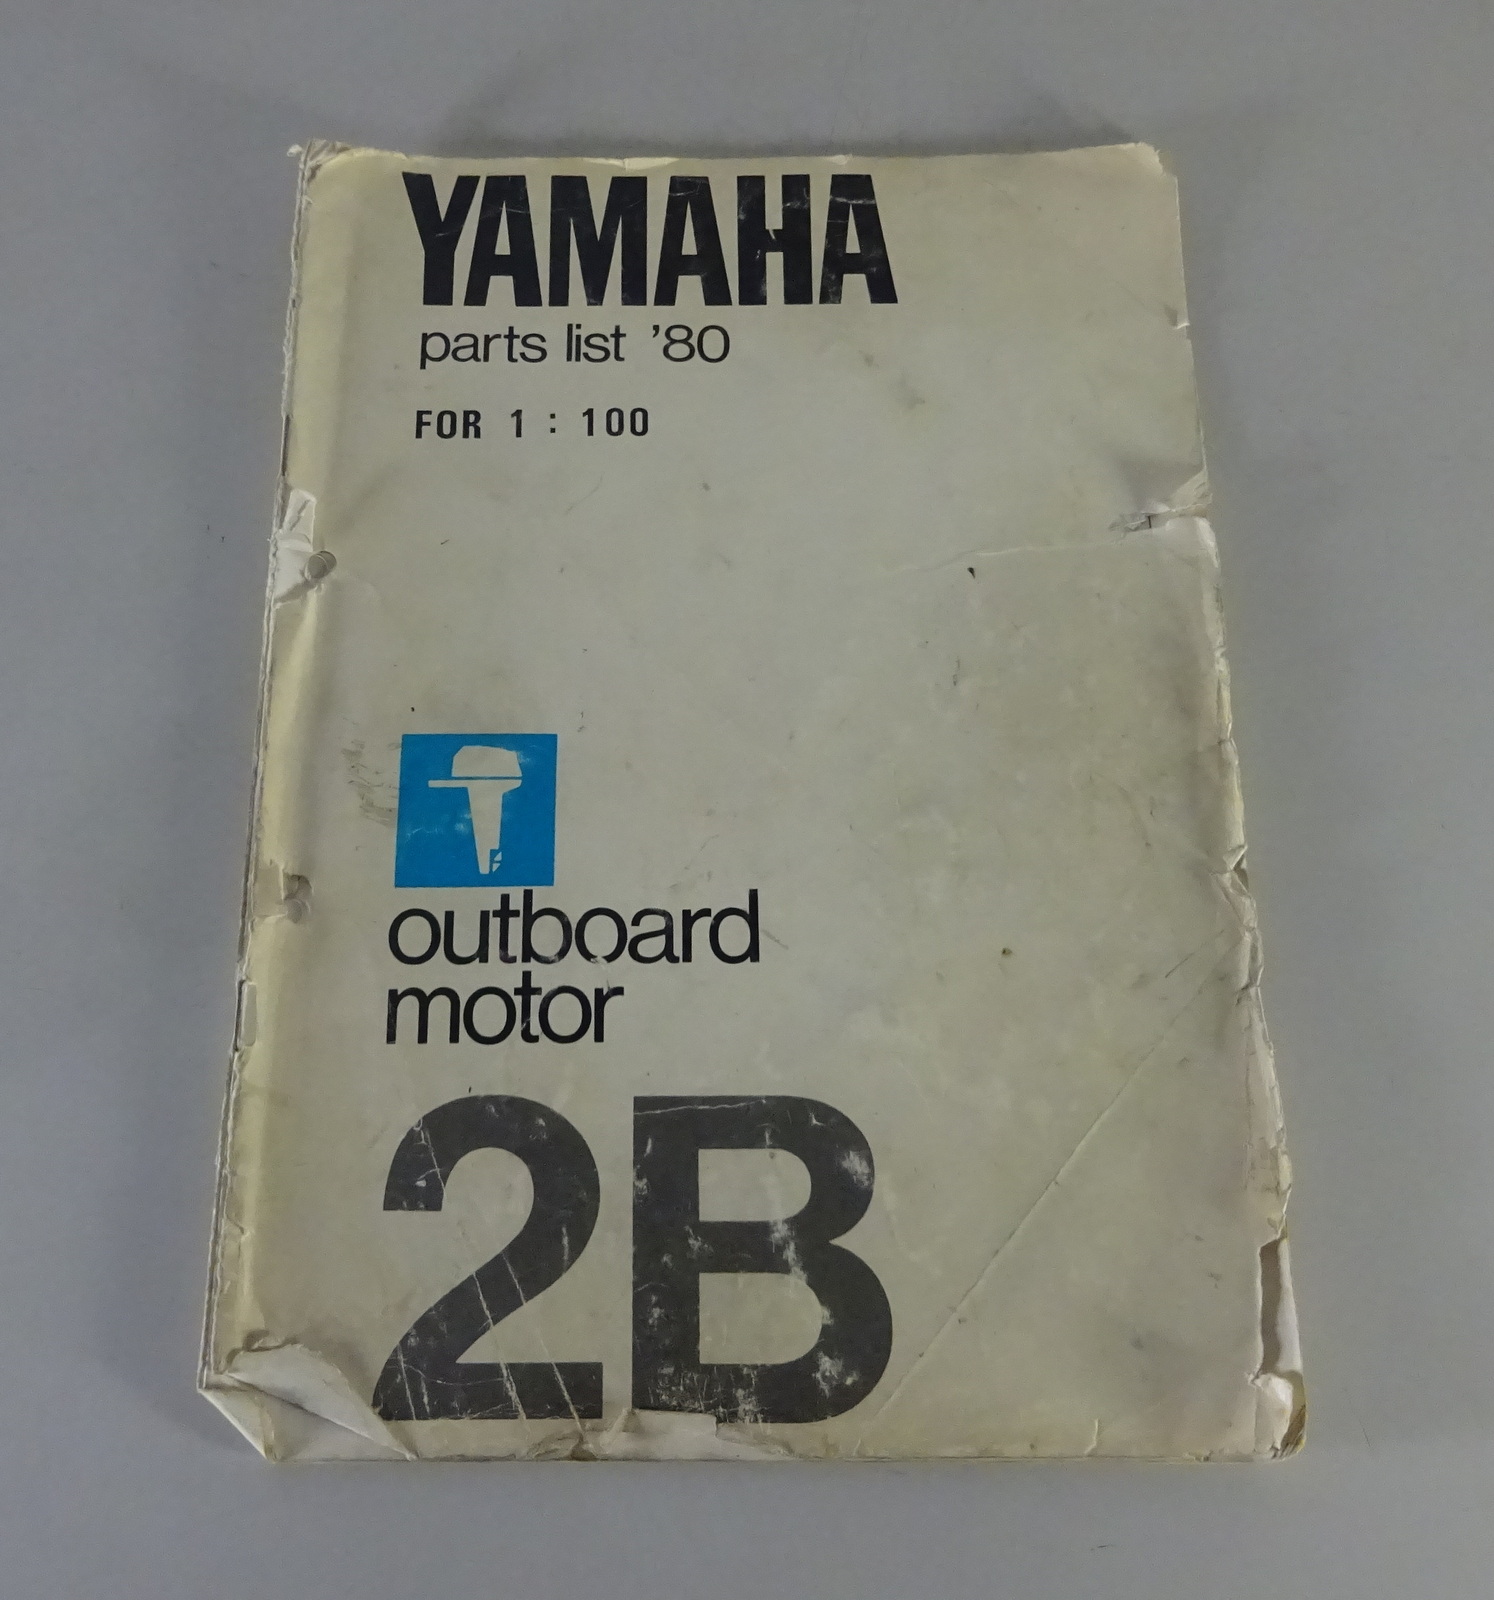 YAMAHA
parts list '80
FOR 1 : 100
outboard
motor
2B